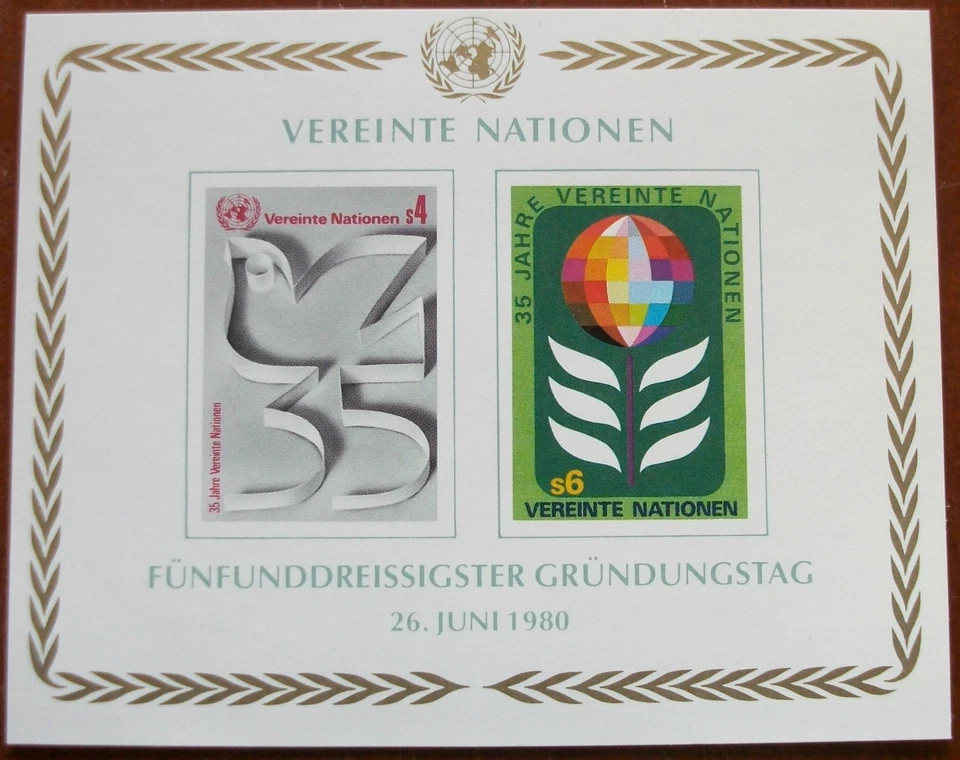 VEREINTE NATIONEN
Vereinte Nationen s4
35 Jahre Vereinte Nationen
35
35 JAHRE VEREINTE NATIONEN
s6
VEREINTE NATIONEN
FÜNFUNDDREISSIGSTER GRÜNDUNGSTAG
26. JUNI 1980